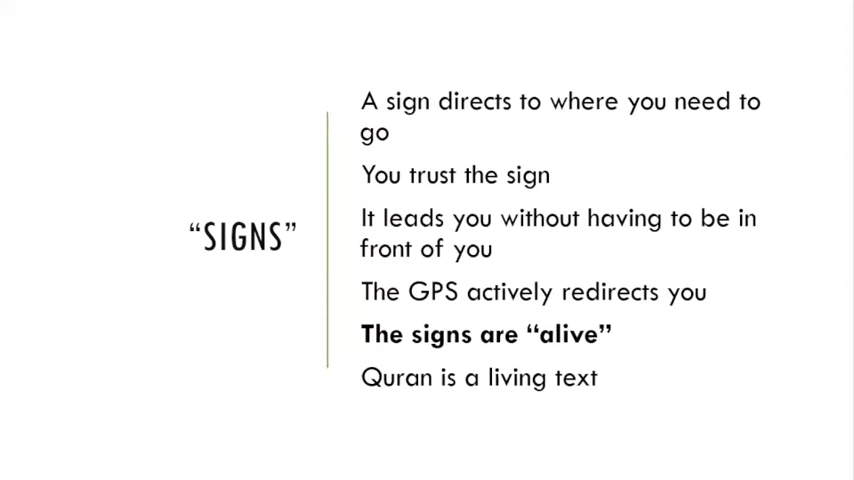 “SIGNS”
A sign directs to where you need to
go
You trust the sign
It leads you without having to be in
front of you
The GPS actively redirects you
The signs are “alive”
Quran is a living text